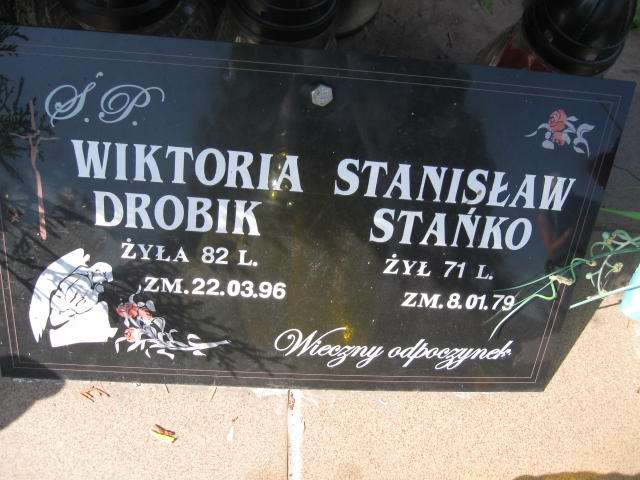 Ś.P.
WIKTORIA
DROBIK
ŻYŁA 82 L.
ZM.22.03.96
STANISŁAW
STAŃKO
ŻYŁ 71 L.
ZM.8.01.79
Wieczny odpoczynek